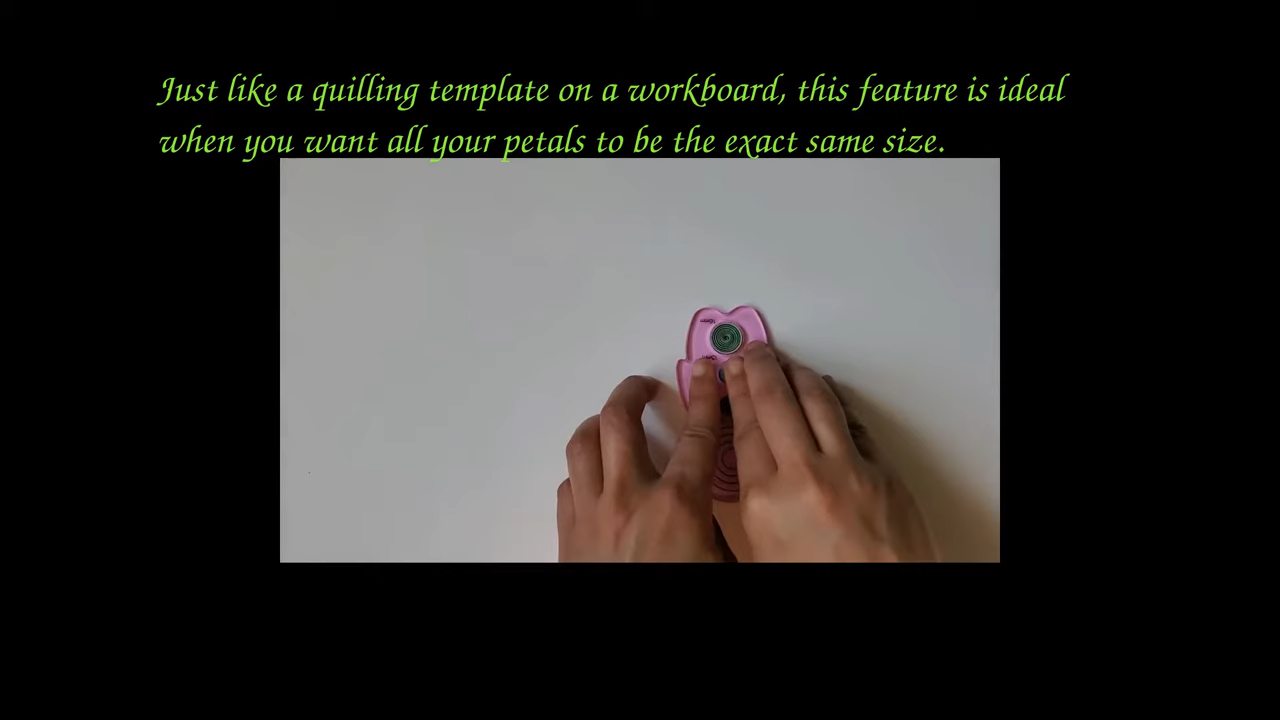 Just like a quilling template on a workboard, this feature is ideal
when you want all your petals to be the exact same size.